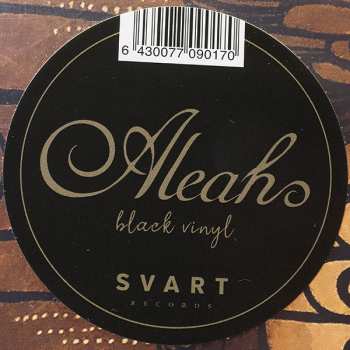 6 430077 090170
Aleah
black vinyl
SVART
RECORDS